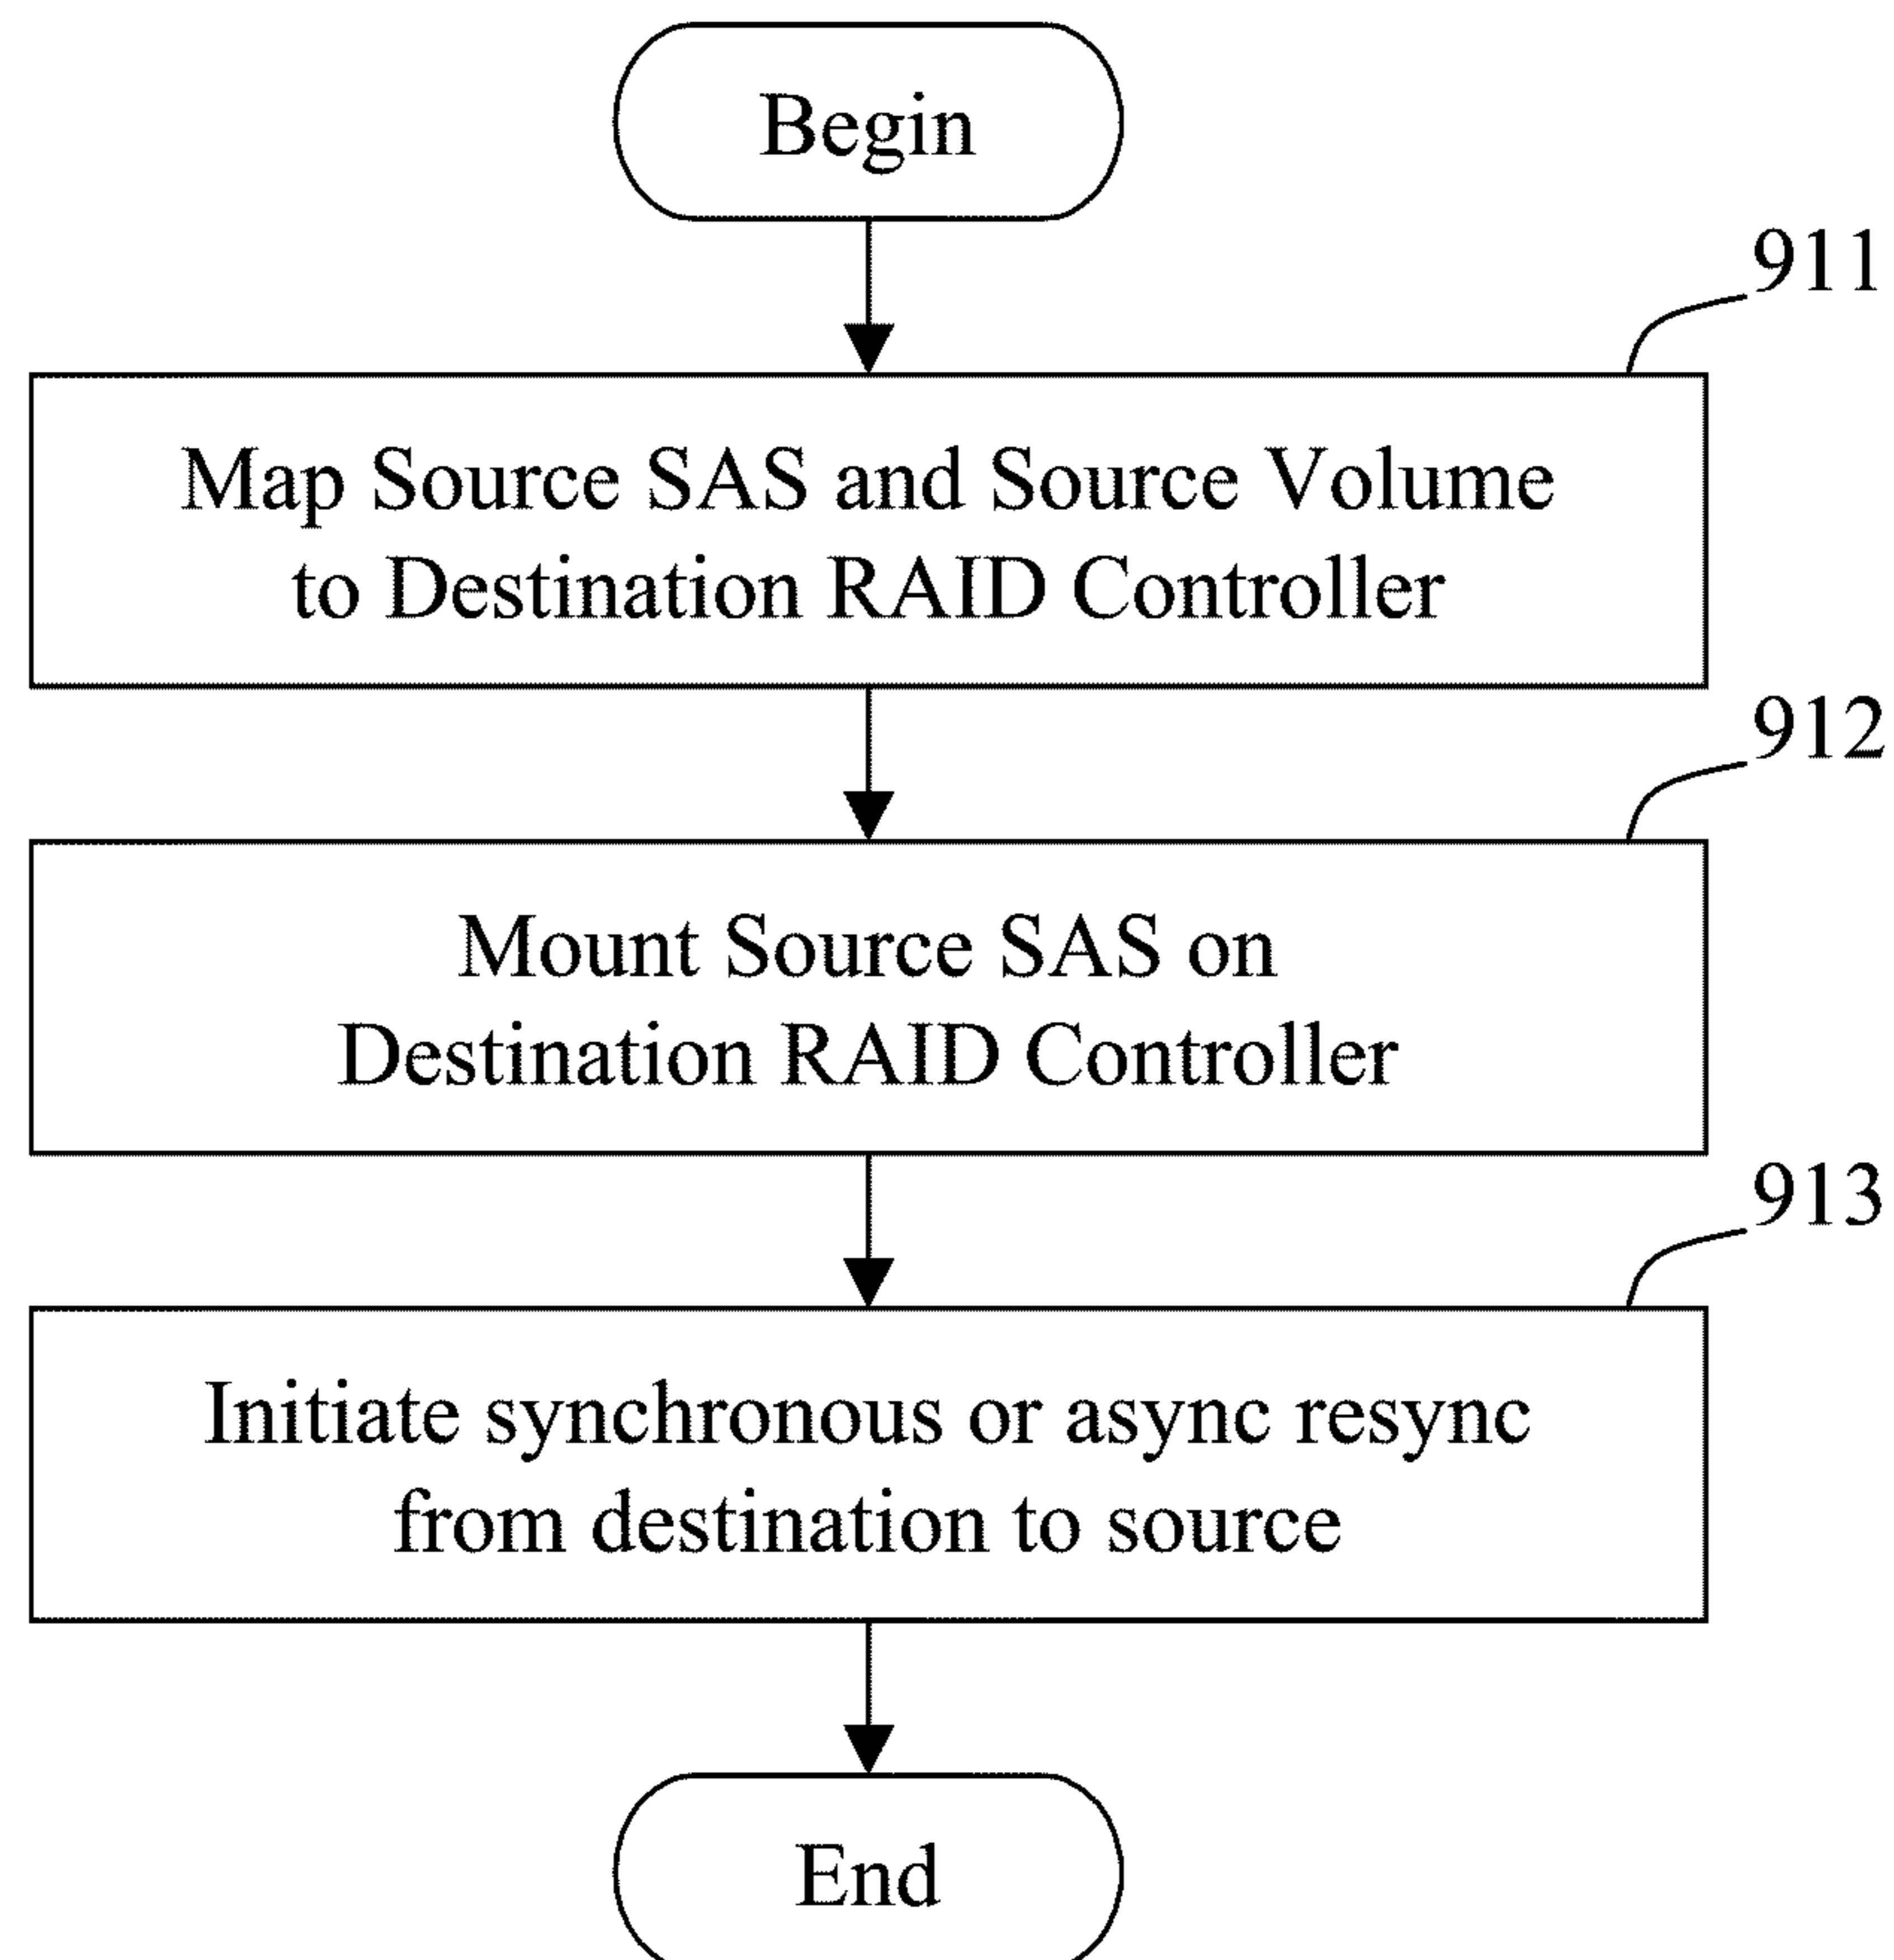 Begin
911
Map Source SAS and Source Volume
to Destination RAID Controller
912
Mount Source SAS on
Destination RAID Controller
913
Initiate synchronous or async resync
from destination to source
End